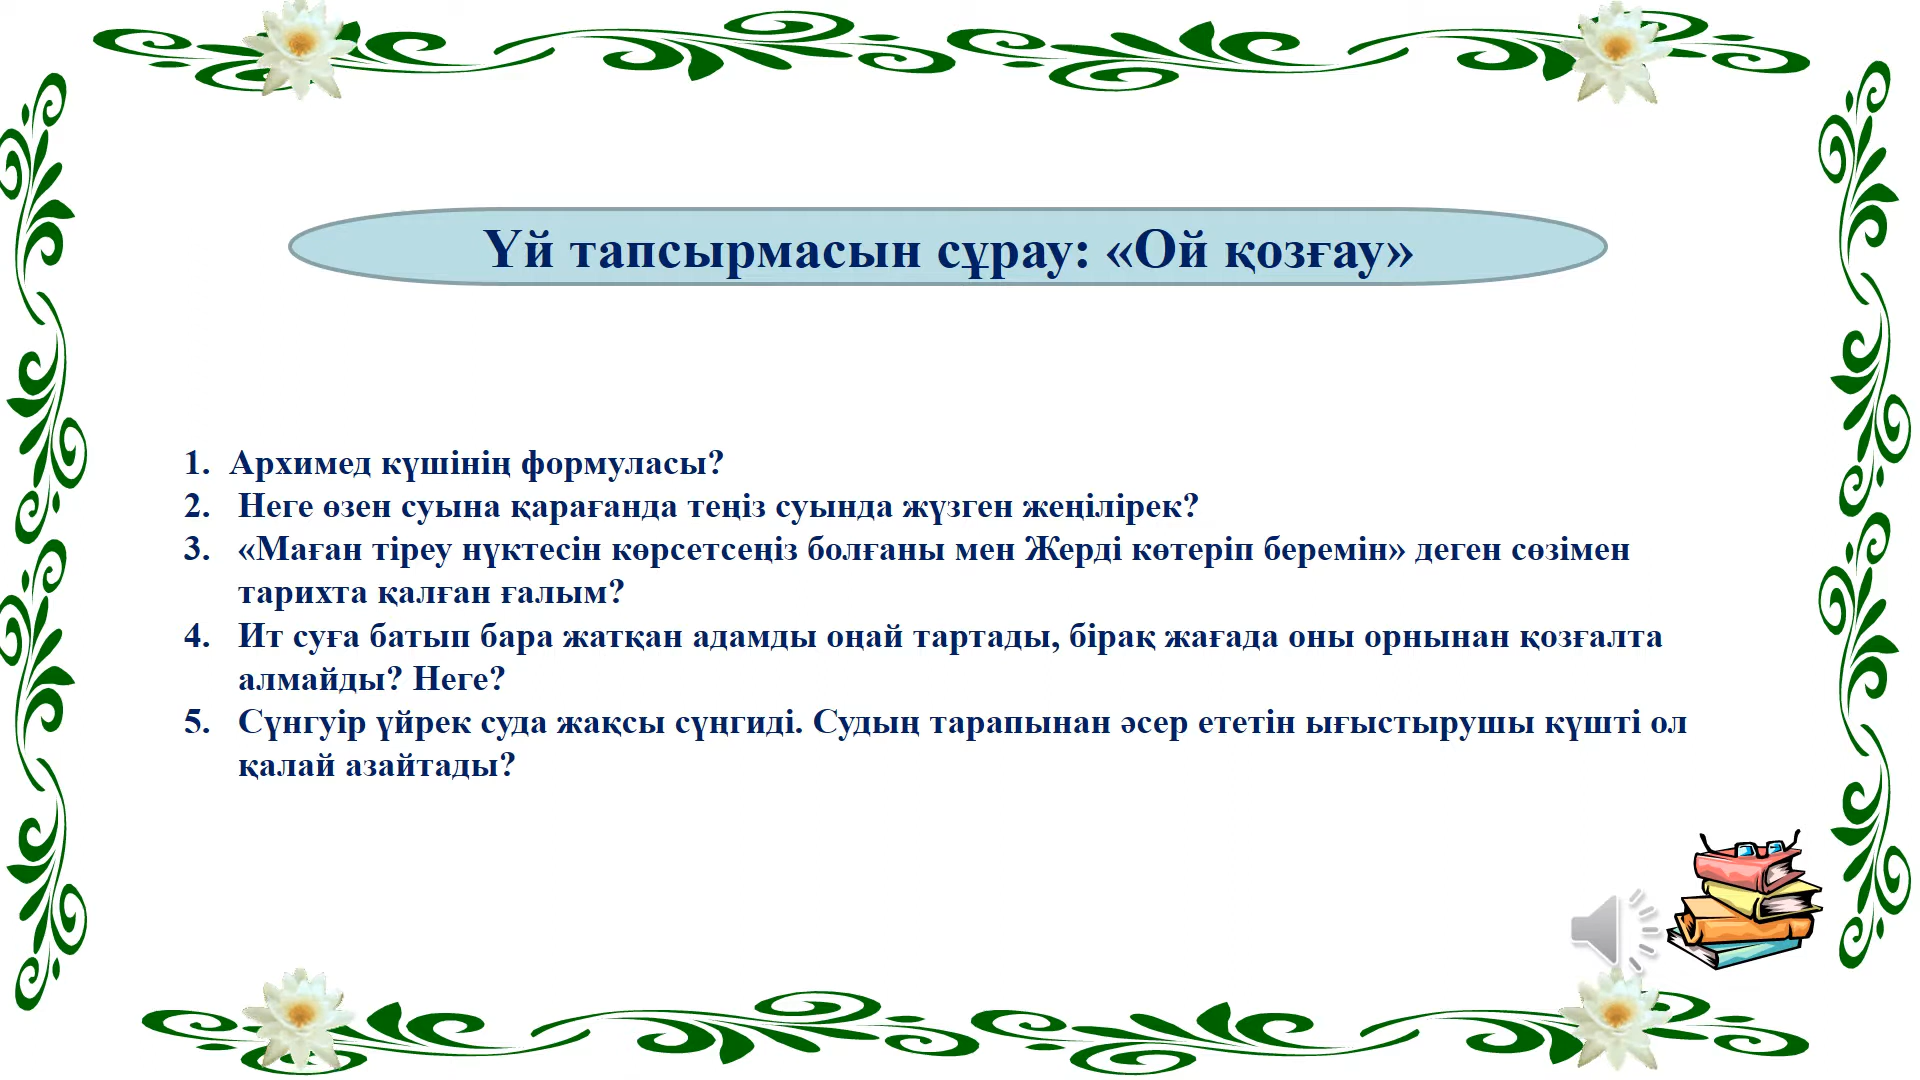 Үй тапсырмасын сұрау: «Ой қозғау»
1. Архимед күшінің формуласы?
2. Неге өзен суына қарағанда теңіз суында жүзген жеңілірек?
3. «Маған тіреу нүктесін көрсетсеңіз болғаны мен Жерді көтеріп беремін» деген сөзімен
тарихта қалған ғалым?
4. Ит суға батып бара жатқан адамды оңай тартады, бірақ жағада оны орнынан қозғалта
алмайды? Неге?
5. Сүнгуір үйрек суда жақсы сүңгиді. Судың тарапынан әсер ететін ығыстырушы күшті ол
қалай азайтады?